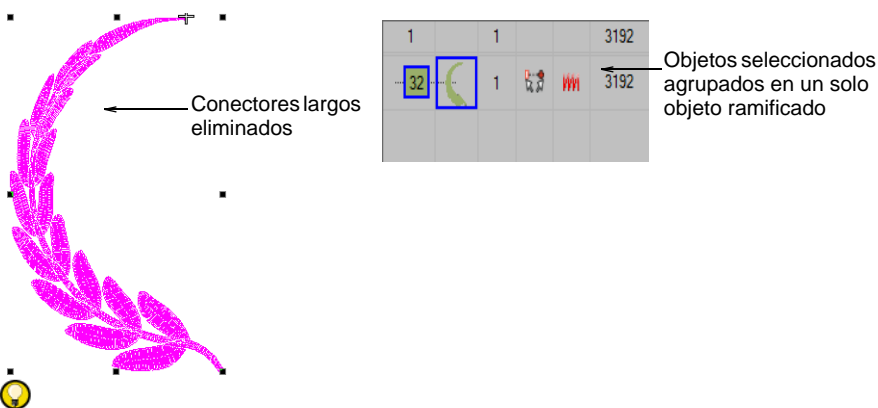 Conectores largos
eliminados
1 1 3192
32 1 3192
Objetos seleccionados
agrupados en un solo
objeto ramificado